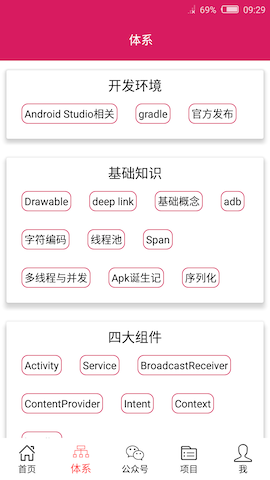 69% 09:29
体系
开发环境
Android Studio相关 gradle 官方发布
基础知识
Drawable deep link 基础概念 adb
字符编码 线程池 Span
多线程与并发 Apk诞生记 序列化
四大组件
Activity Service BroadcastReceiver
ContentProvider Intent Context
首页 体系 公众号 项目 我